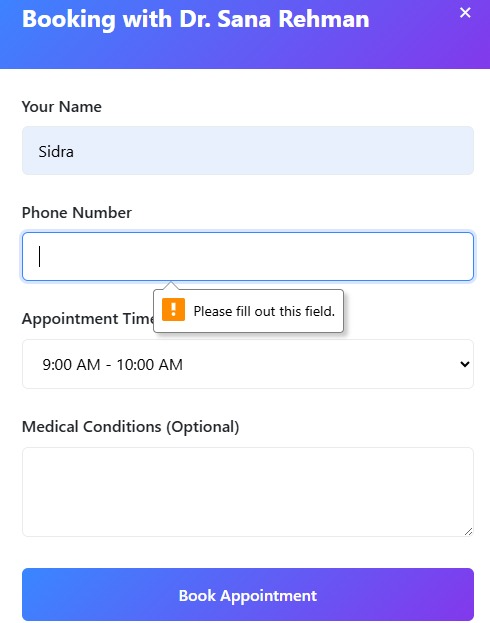 Booking with Dr. Sana Rehman
×
Your Name
Sidra
Phone Number
Please fill out this field.
Appointment Time
9:00 AM - 10:00 AM
Medical Conditions (Optional)
Book Appointment